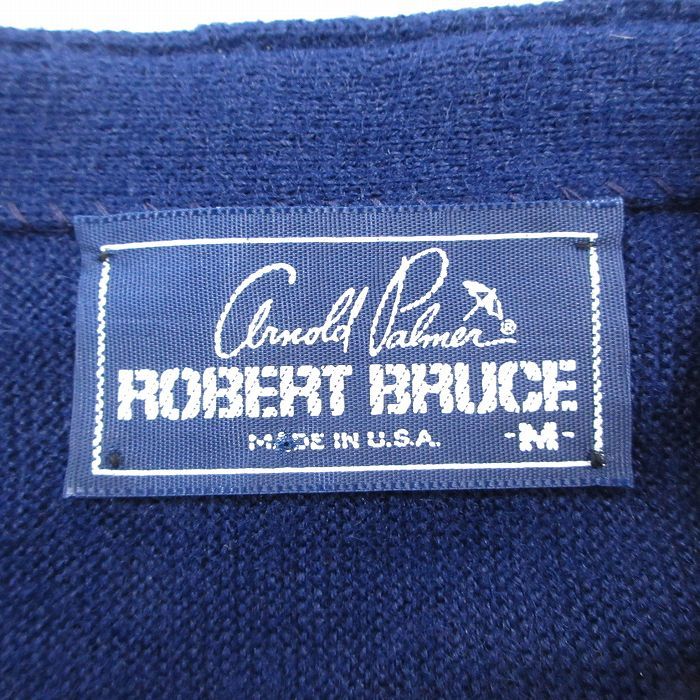 Arnold Palmer®
ROBERT BRUCE
MADE IN U.S.A. -M-